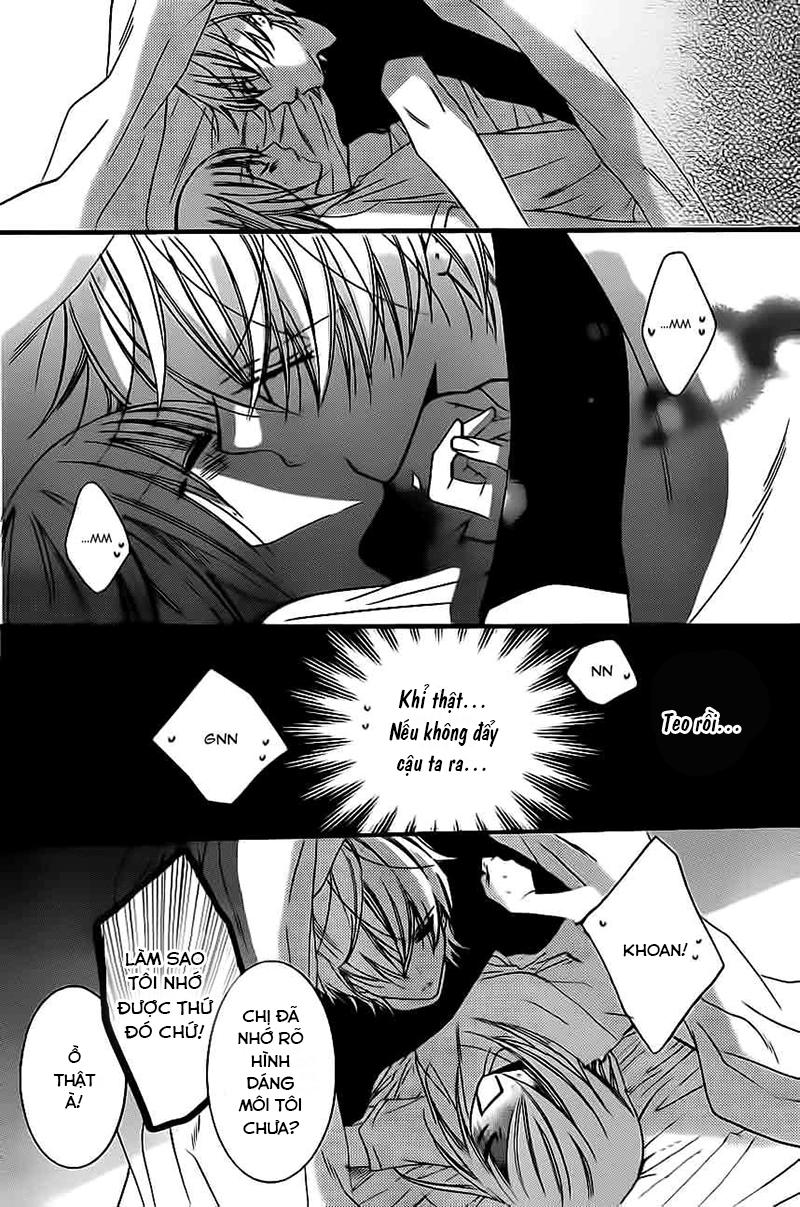 ...MM
...MM
NN
Teo rồi...
Khỉ thật...
Nếu không đẩy
cậu ta ra...
GNN
KHOAN!
CHỊ ĐÃ
NHỚ RÕ
HÌNH
DÁNG
MÔI TÔI
CHƯA?
LÀM SAO
TÔI NHỚ
ĐƯỢC THỨ
ĐÓ CHỨ!
Ồ
THẬT
À!